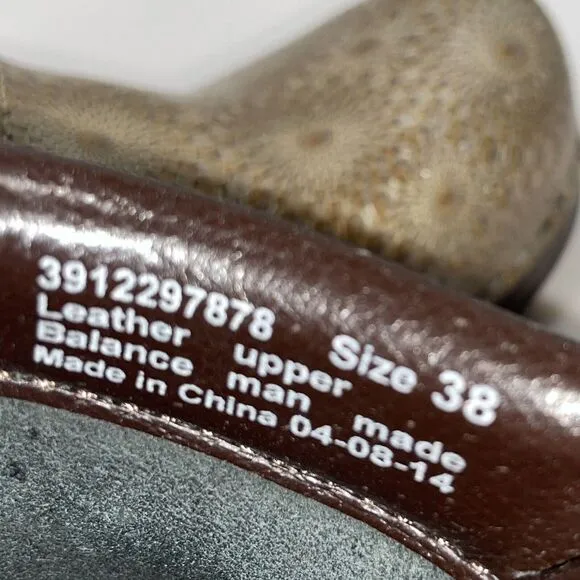 3912297878 Size 38
Leather upper
Balance man made
Made in China 04-08-14